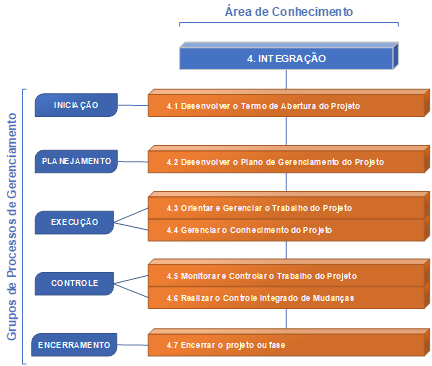 Área de Conhecimento
4. INTEGRAÇÃO
Grupos de Processos de Gerenciamento
INICIAÇÃO
4.1 Desenvolver o Termo de Abertura do Projeto
PLANEJAMENTO
4.2 Desenvolver o Plano de Gerenciamento do Projeto
EXECUÇÃO
4.3 Orientar e Gerenciar o Trabalho do Projeto
4.4 Gerenciar o Conhecimento do Projeto
CONTROLE
4.5 Monitorar e Controlar o Trabalho do Projeto
4.6 Realizar o Controle Integrado de Mudanças
ENCERRAMENTO
4.7 Encerrar o projeto ou fase